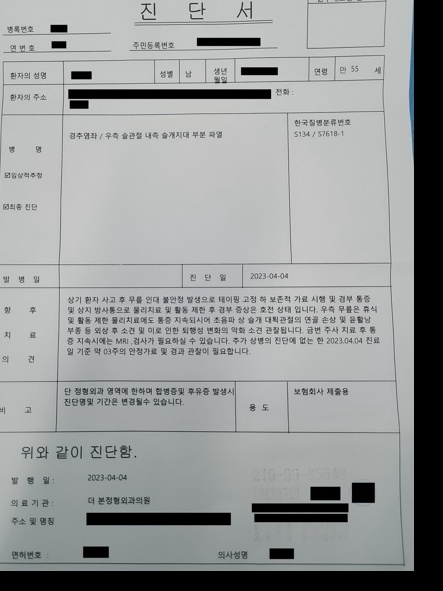 진 단 서
병록번호
연 번 호
주민등록번호
환자의 성명 성별 남 생년월일 연령 만 55 세
환자의 주소 전화 :
병 명
☑임상적추정
☑최종 진단
경추염좌 / 우측 슬관절 내측 슬개지대 부분 파열
한국질병분류번호
S134 / S7618-1
발 병 일 진 단 일 2023-04-04
향 후 치 료 의 견
상기 환자 사고 후 우측 인대 불안정 발생으로 테이핑 고정 하 보존적 가료 시행 및 경부 통증
및 상지 방사통으로 물리치료 및 활동 제한 후 경부 증상은 호전 상태 입니다. 우측 무릎은 휴식
및 활동 제한 물리치료에도 통증 지속되시어 초음파 상 슬개 대퇴관절의 연골 손상 및 윤활낭
부종 등 외상 후 소견 및 이로 인한 퇴행성 변화의 악화 소견 관찰됩니다. 금번 주사 치료 후 통
증 지속시에는 MRI 검사가 필요하실 수 있습니다. 추가 상병의 진단에 없는 한 2023.04.04 진료
일 기준 약 03주의 안정가료 및 경과 관찰이 필요합니다.
비 고
단 정형외과 영역에 한하며 합병증및 후유증 발생시
진단명및 기간은 변경될수 있습니다.
용 도 보험회사 제출용
위와 같이 진단함.
발 행 일: 2023-04-04
의 료 기 관 : 더 본정형외과의원
주소 및 명칭
면허번호 : 의사성명